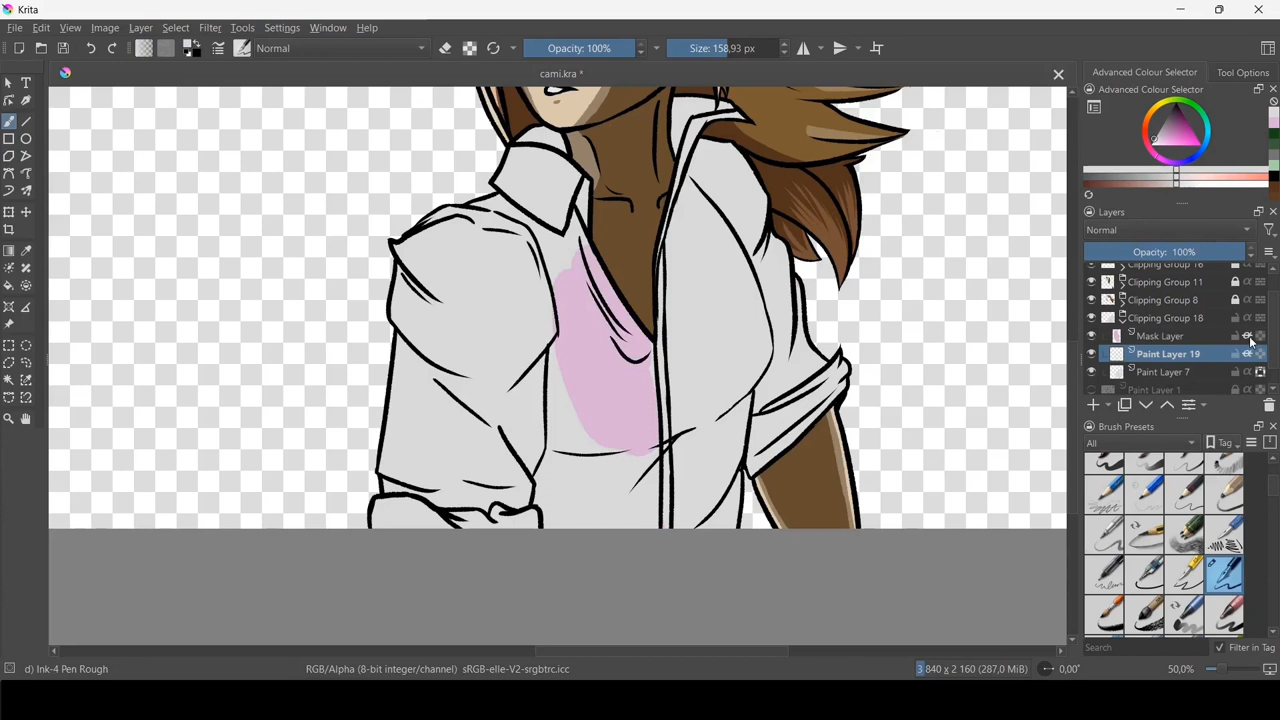 Krita
File Edit View Image Layer Select Filter Tools Settings Window Help
Normal Opacity: 100% Size: 158,93 px
cami.kra *
Advanced Colour Selector Tool Options
Advanced Colour Selector
Layers
Normal
Opacity: 100%
Clipping Group 16
Clipping Group 11
Clipping Group 8
Clipping Group 18
Mask Layer
Paint Layer 19
Paint Layer 7
Paint Layer 1
Brush Presets
All Tag
Search Filter in Tag
d) Ink-4 Pen Rough RGB/Alpha (8-bit integer/channel) sRGB-elle-V2-srgbtrc.icc 3 840 x 2 160 (287,0 MiB) 0,00° 50,0%